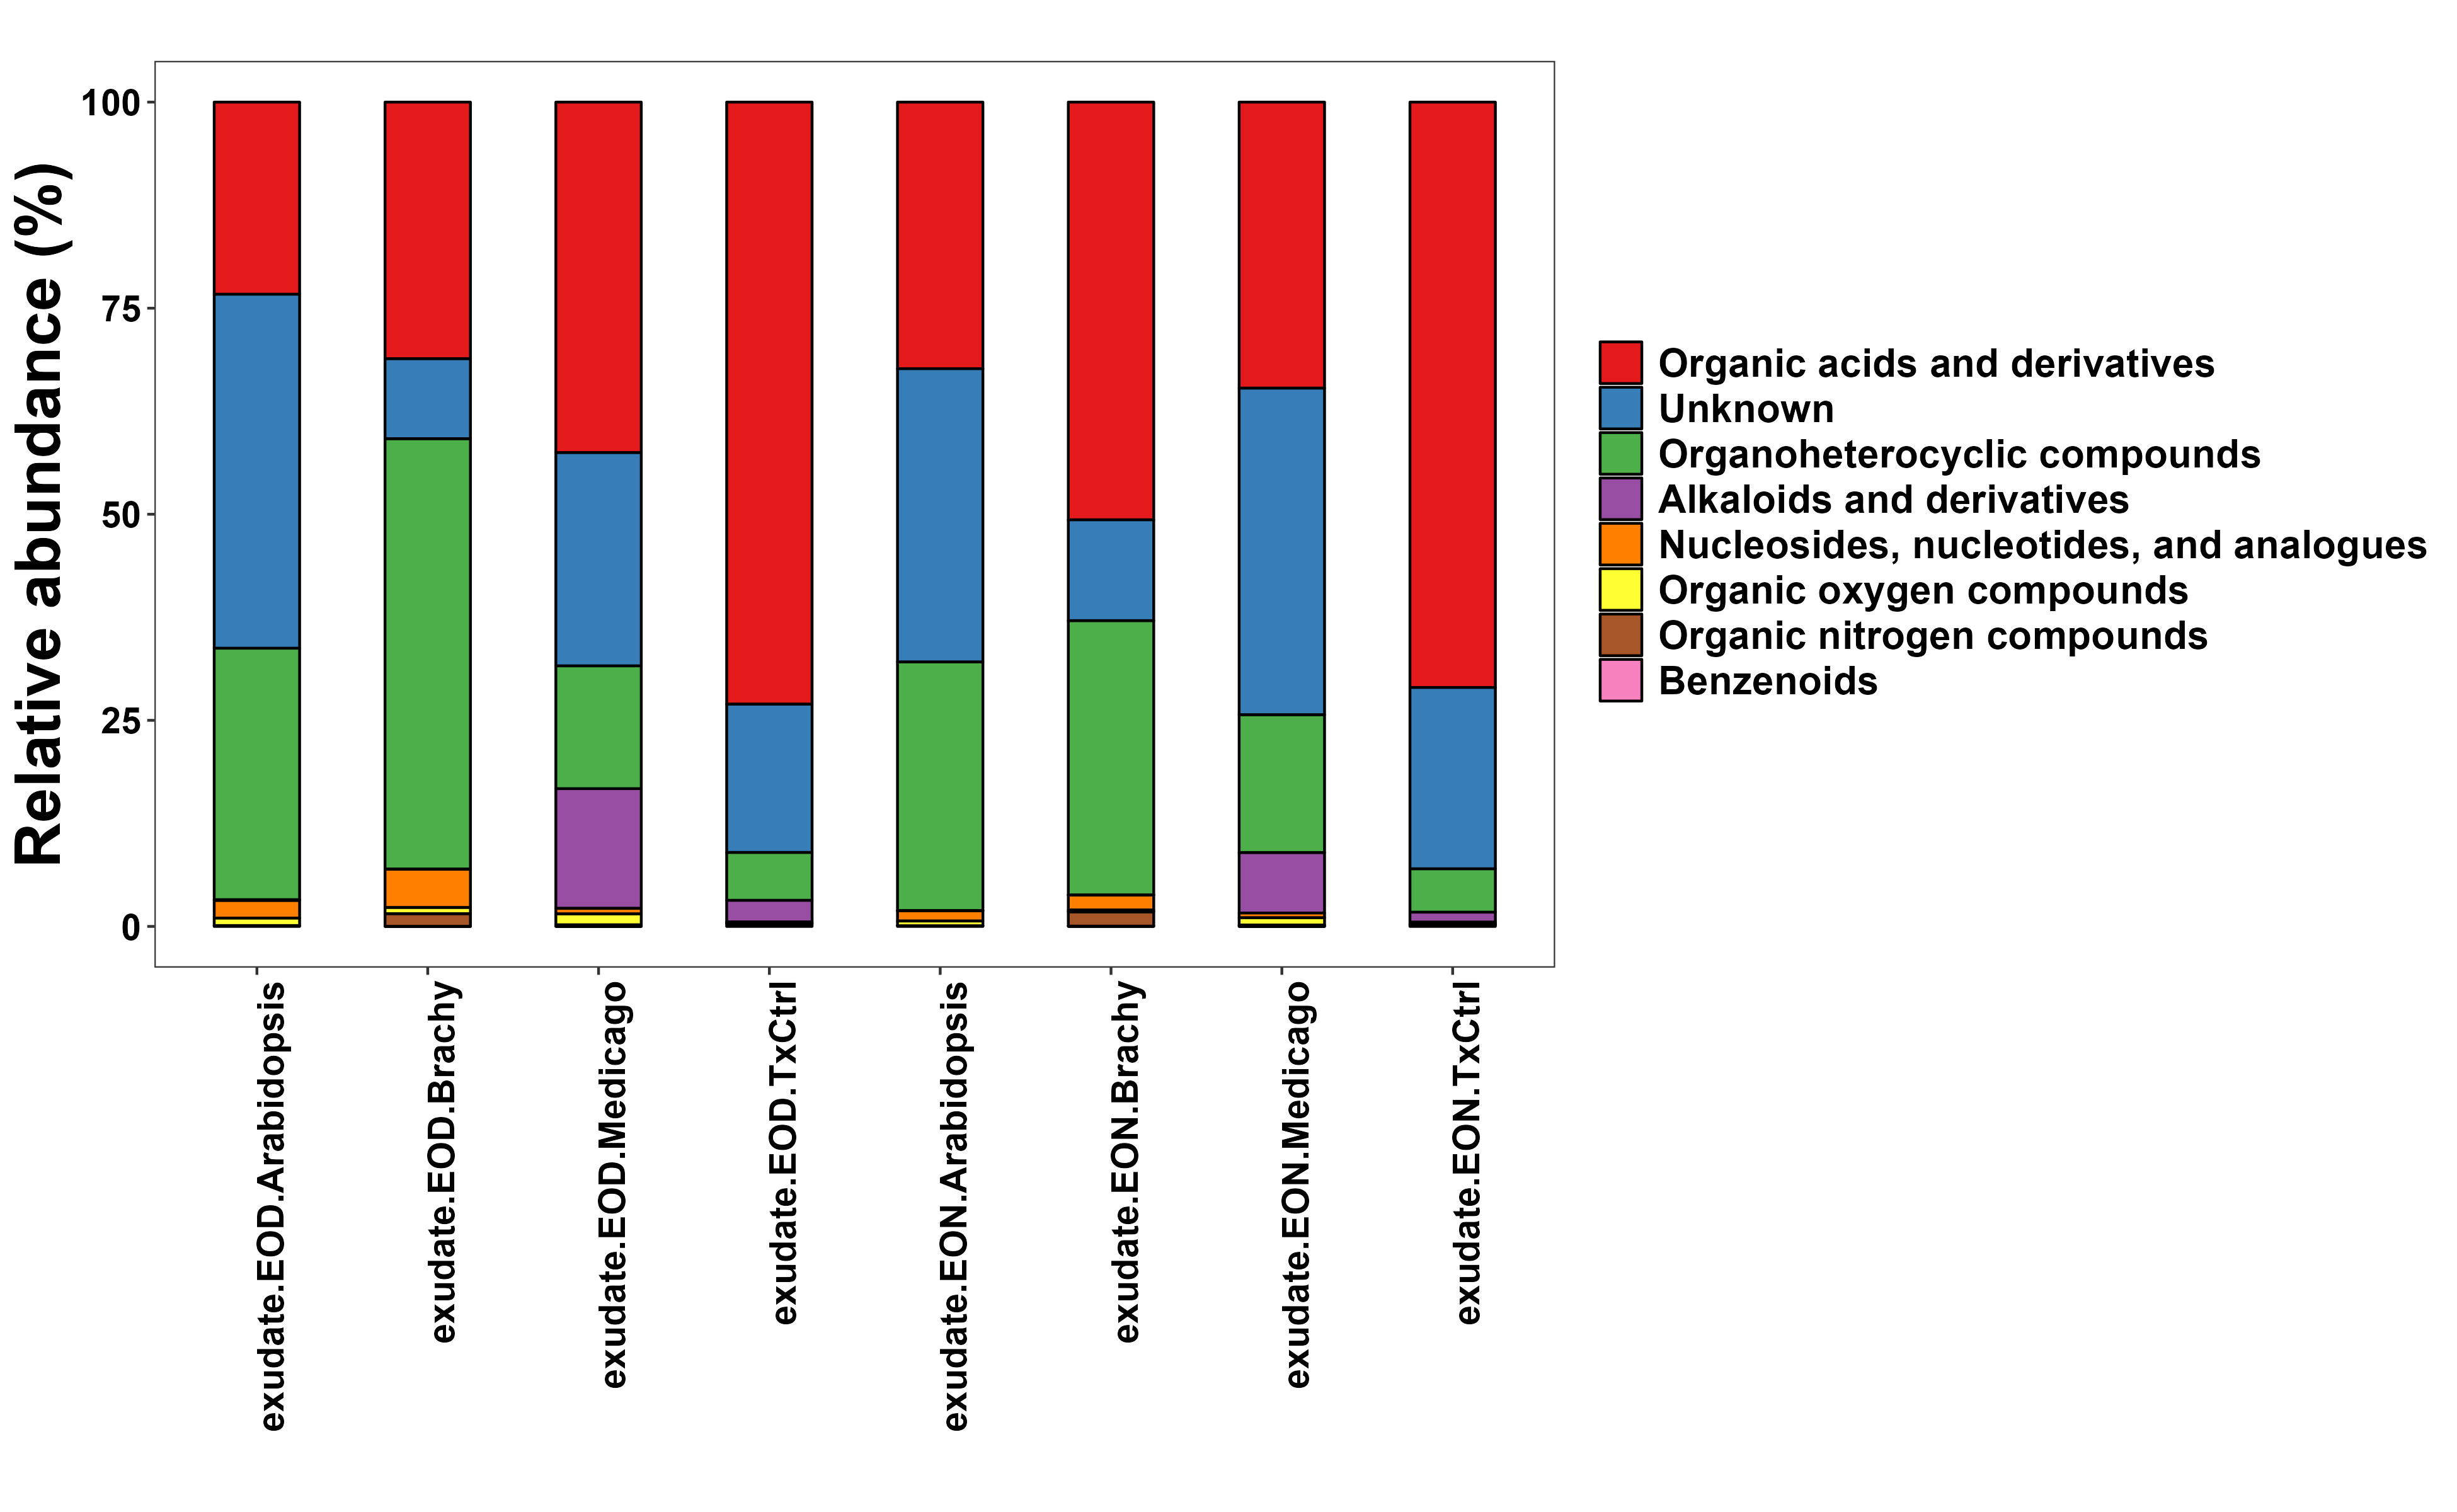 Relative abundance (%)
100
75
50
25
0
exudate.EOD.Arabidopsis
exudate.EOD.Brachy
exudate.EOD.Medicago
exudate.EOD.TxCtrl
exudate.EON.Arabidopsis
exudate.EON.Brachy
exudate.EON.Medicago
exudate.EON.TxCtrl
Organic acids and derivatives
Unknown
Organoheterocyclic compounds
Alkaloids and derivatives
Nucleosides, nucleotides, and analogues
Organic oxygen compounds
Organic nitrogen compounds
Benzenoids